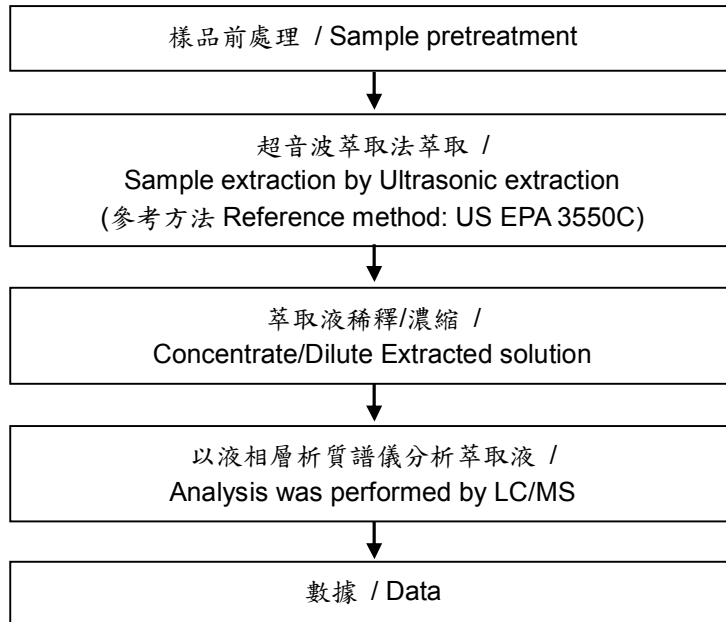 樣品前處理 / Sample pretreatment
超音波萃取法萃取 /
Sample extraction by Ultrasonic extraction
(參考方法 Reference method: US EPA 3550C)
萃取液稀釋/濃縮 /
Concentrate/Dilute Extracted solution
以液相層析質譜儀分析萃取液 /
Analysis was performed by LC/MS
數據 / Data